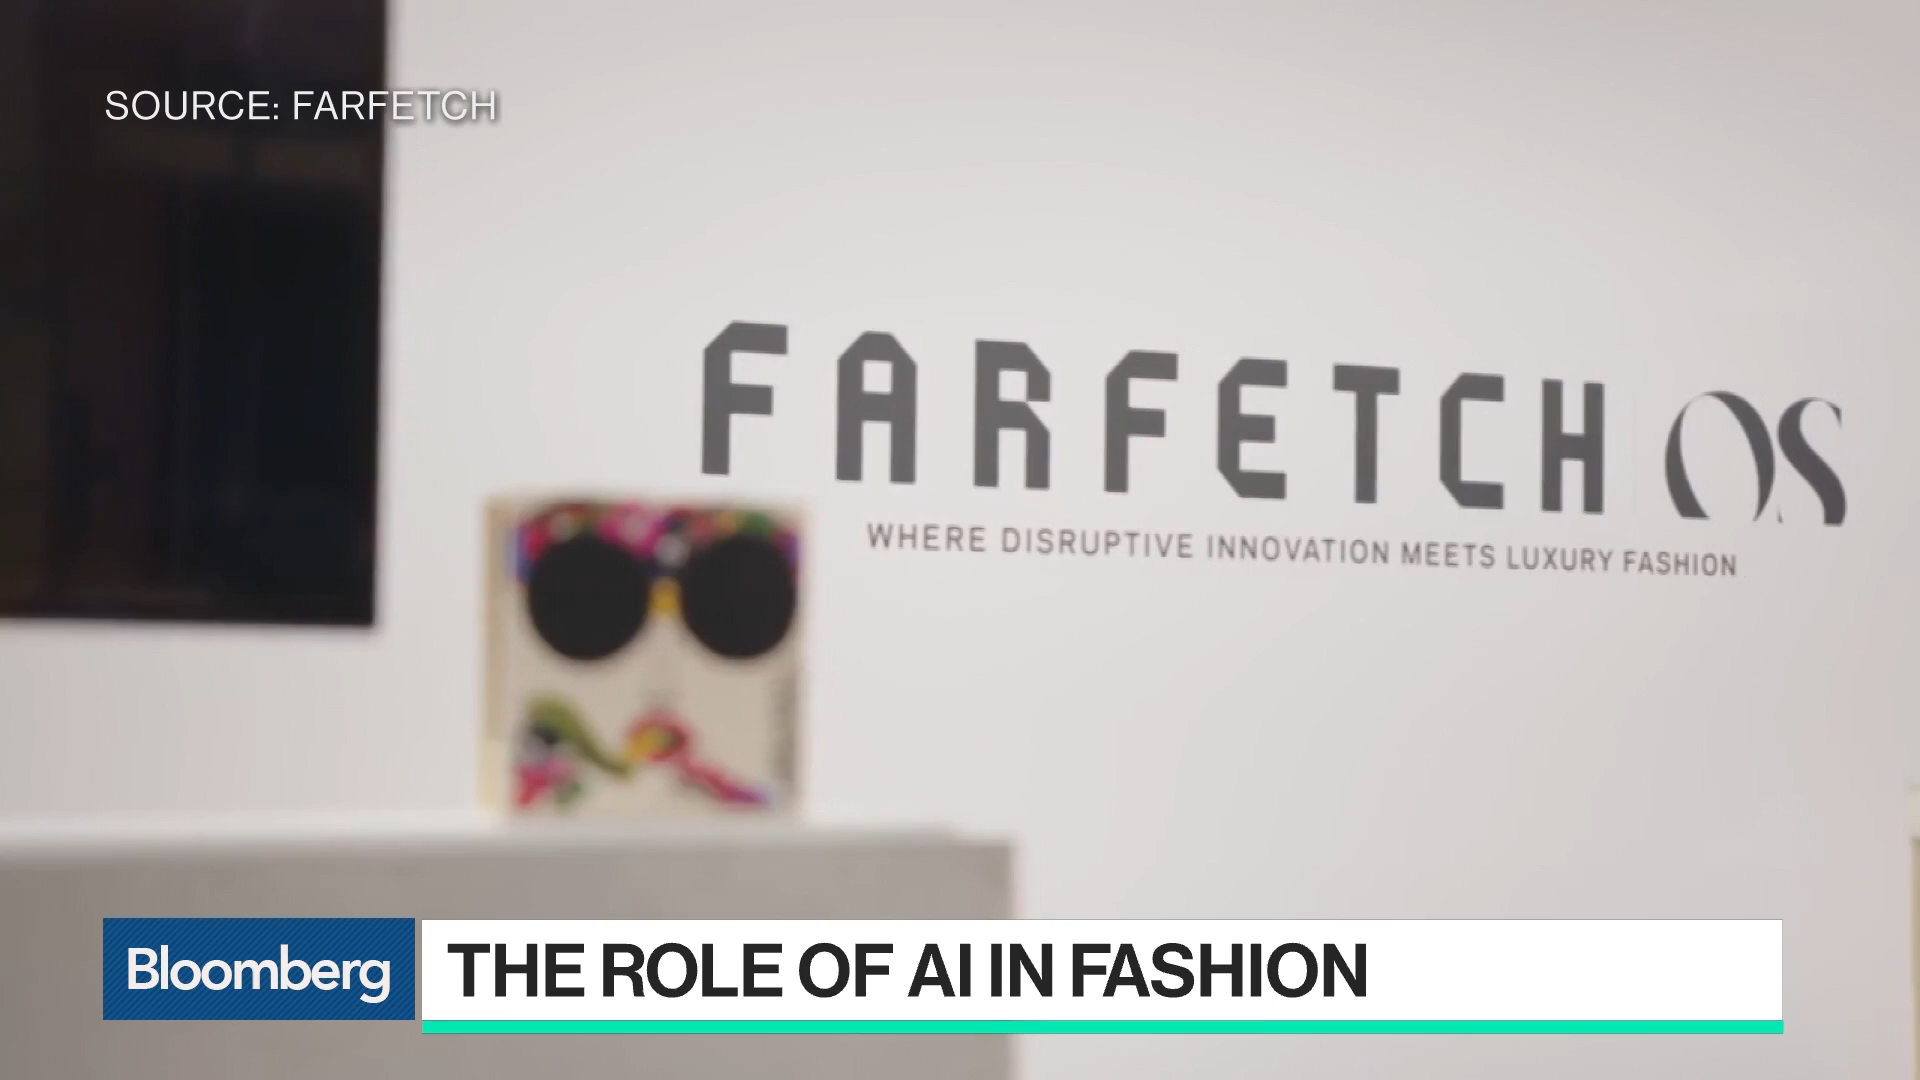 SOURCE: FARFETCH
FARFETCH OS
WHERE DISRUPTIVE INNOVATION MEETS LUXURY FASHION
Bloomberg
THE ROLE OF AI IN FASHION